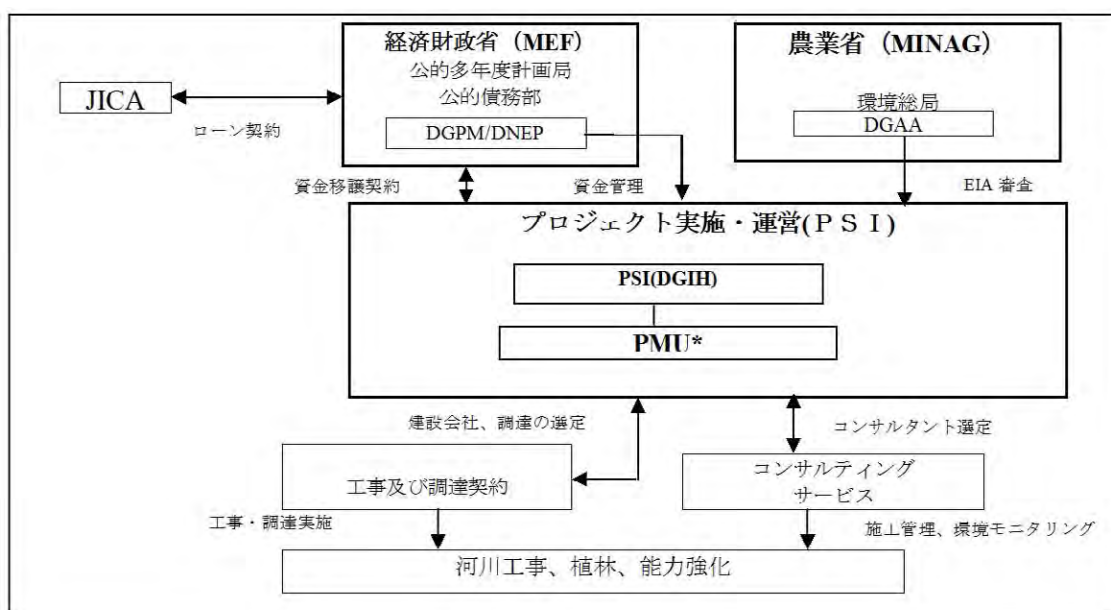 経済財政省（MEF）
公的多年度計画局
公的債務部
DGPM/DNEP
農業省（MINAG）
環境総局
DGAA
JICA
ローン契約
資金移譲契約
資金管理
EIA 審査
プロジェクト実施・運営(ＰＳＩ)
PSI(DGIH)
PMU*
建設会社、調達の選定
コンサルタント選定
工事及び調達契約
コンサルティング
サービス
工事・調達実施
施工管理、環境モニタリング
河川工事、植林、能力強化